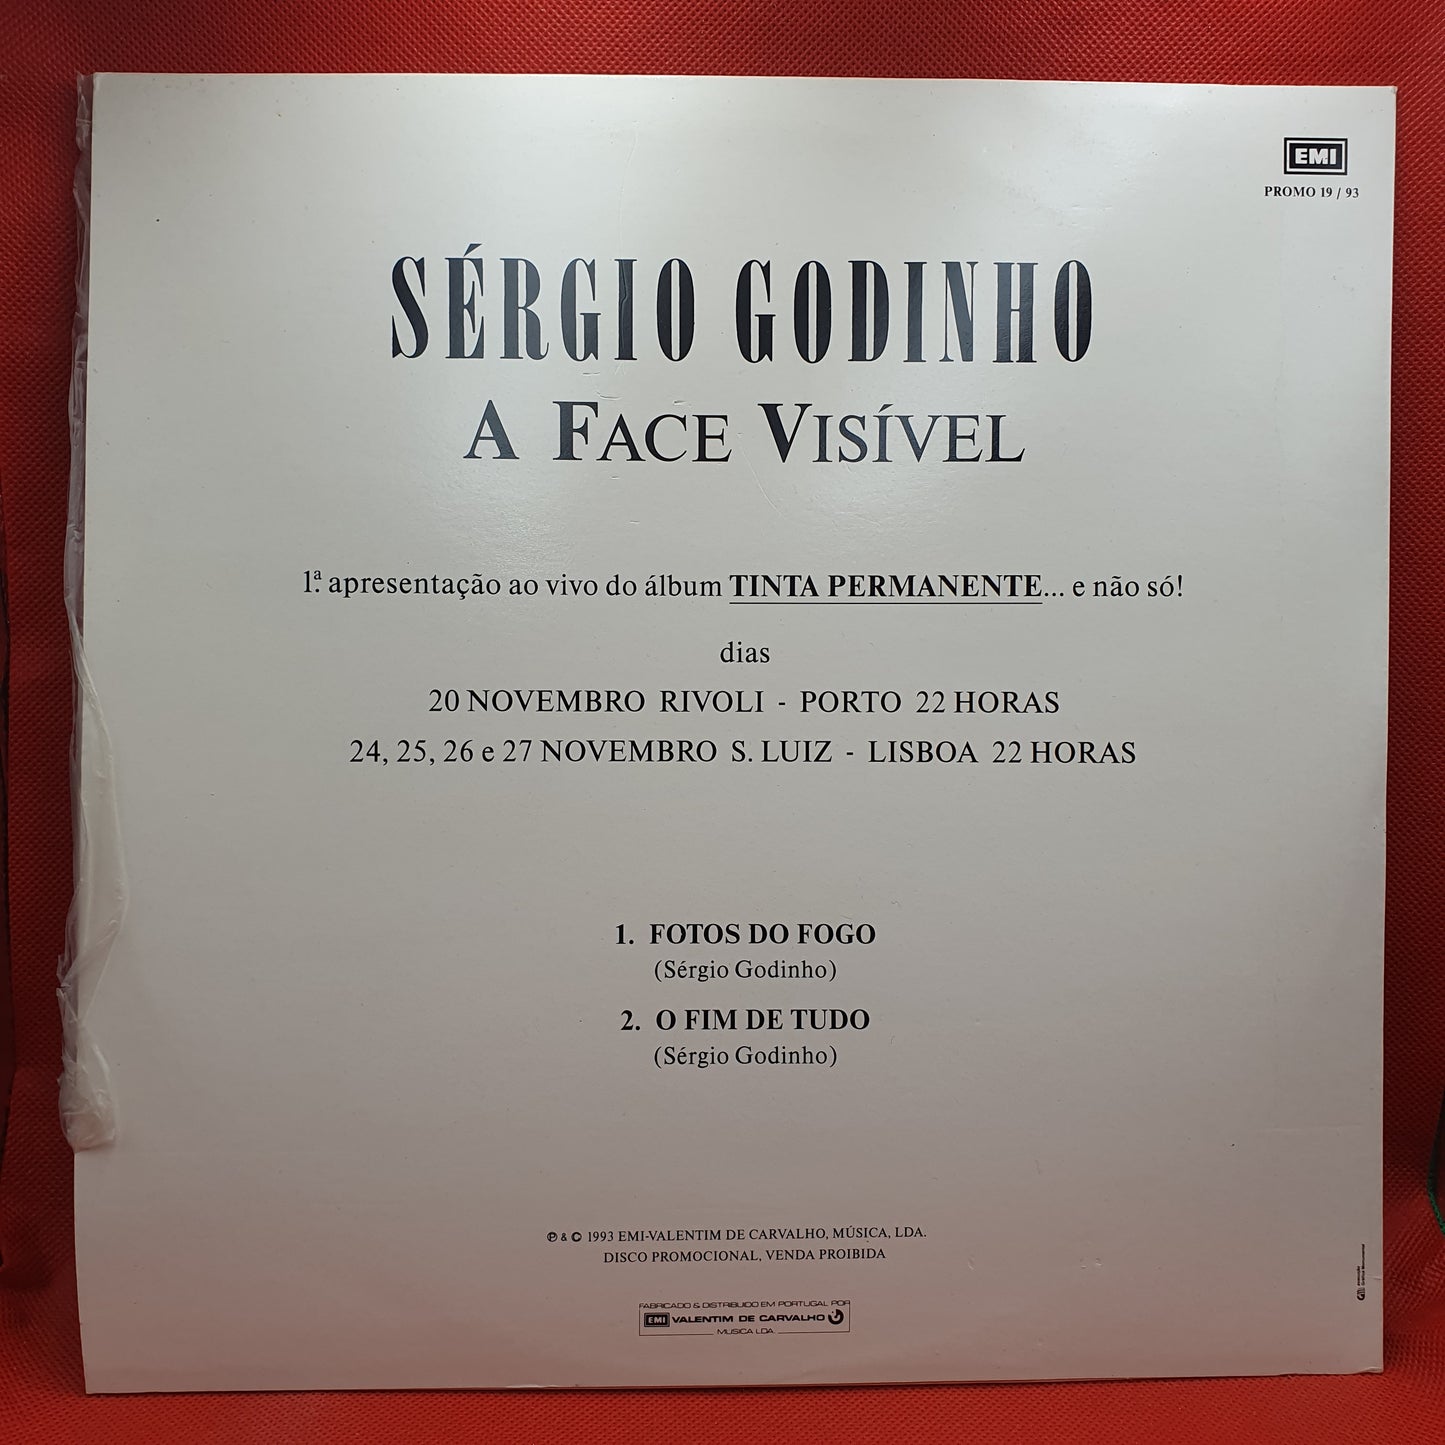 EMI
PROMO 19 / 93
SÉRGIO GODINHO
A FACE VISÍVEL
1.ª apresentação ao vivo do álbum TINTA PERMANENTE... e não só!
dias
20 NOVEMBRO RIVOLI - PORTO 22 HORAS
24, 25, 26 e 27 NOVEMBRO S. LUIZ - LISBOA 22 HORAS
1. FOTOS DO FOGO
(Sérgio Godinho)
2. O FIM DE TUDO
(Sérgio Godinho)
℗ & © 1993 EMI-VALENTIM DE CARVALHO, MÚSICA, LDA.
DISCO PROMOCIONAL, VENDA PROIBIDA
FABRICADO & DISTRIBUIDO EM PORTUGAL POR
EMI VALENTIM DE CARVALHO
MUSICA LDA